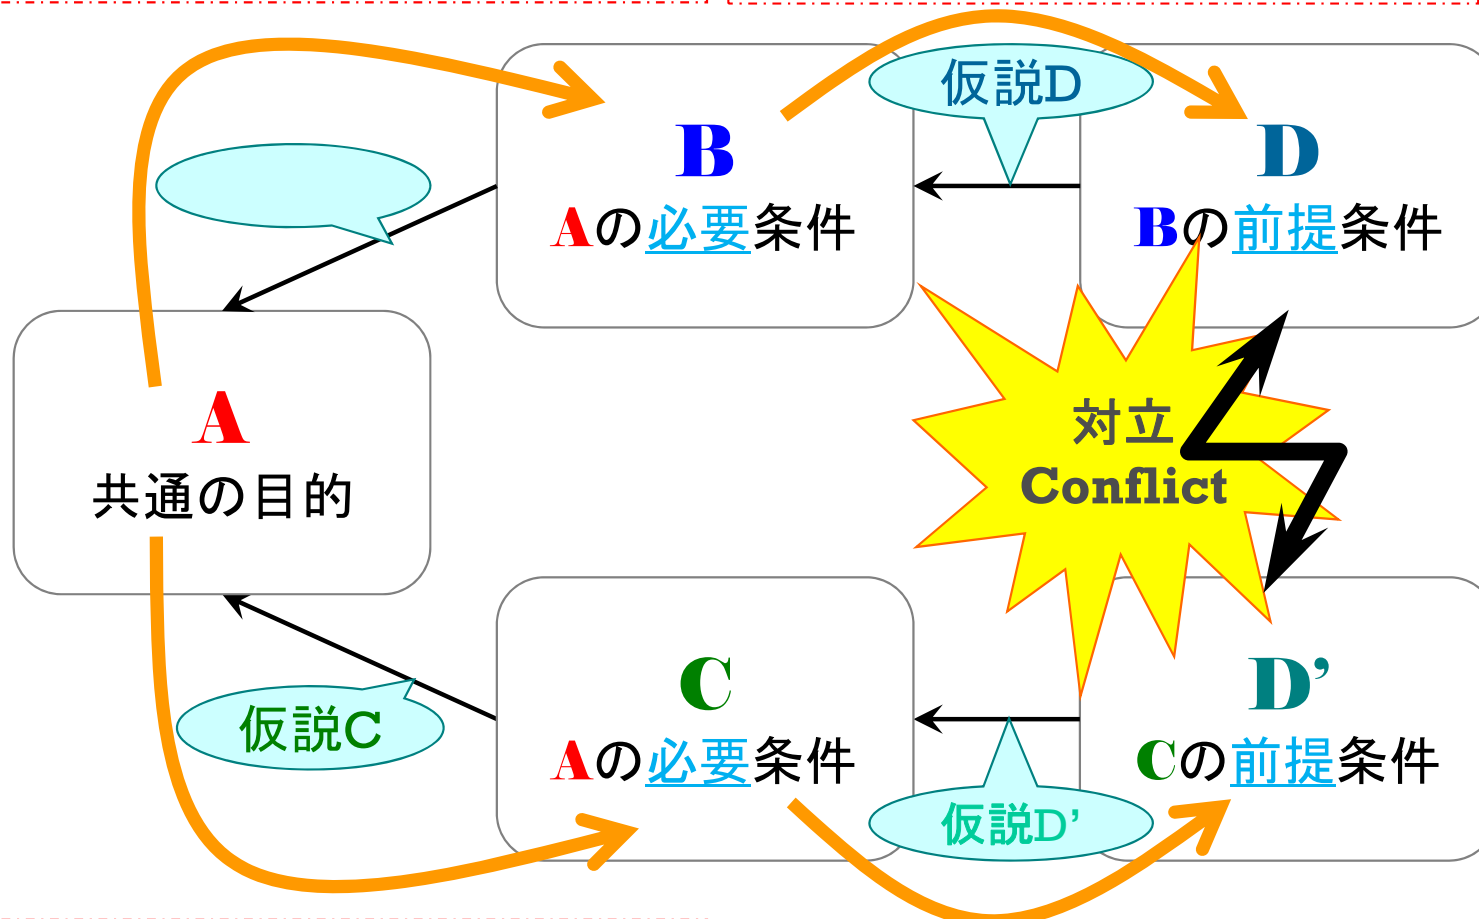 仮説D
B
Aの必要条件
D
Bの前提条件
A
共通の目的
対立
Conflict
C
Aの必要条件
D’
Cの前提条件
仮説C
仮説D’